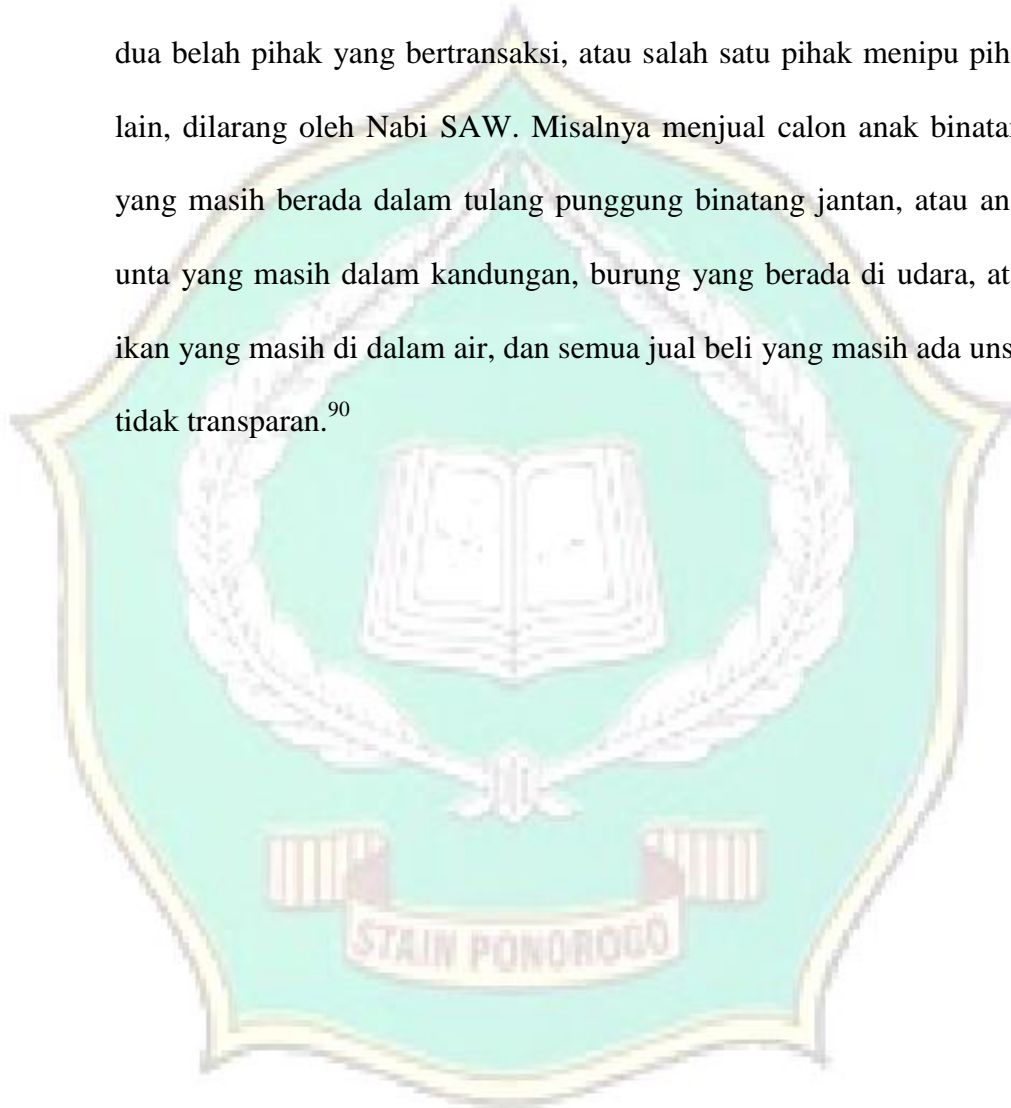 dua belah pihak yang bertransaksi, atau salah satu pihak menipu pih
lain, dilarang oleh Nabi SAW. Misalnya menjual calon anak binata
yang masih berada dalam tulang punggung binatang jantan, atau an
unta yang masih dalam kandungan, burung yang berada di udara, at
ikan yang masih di dalam air, dan semua jual beli yang masih ada uns
tidak transparan.90
STAIN PONOROGO